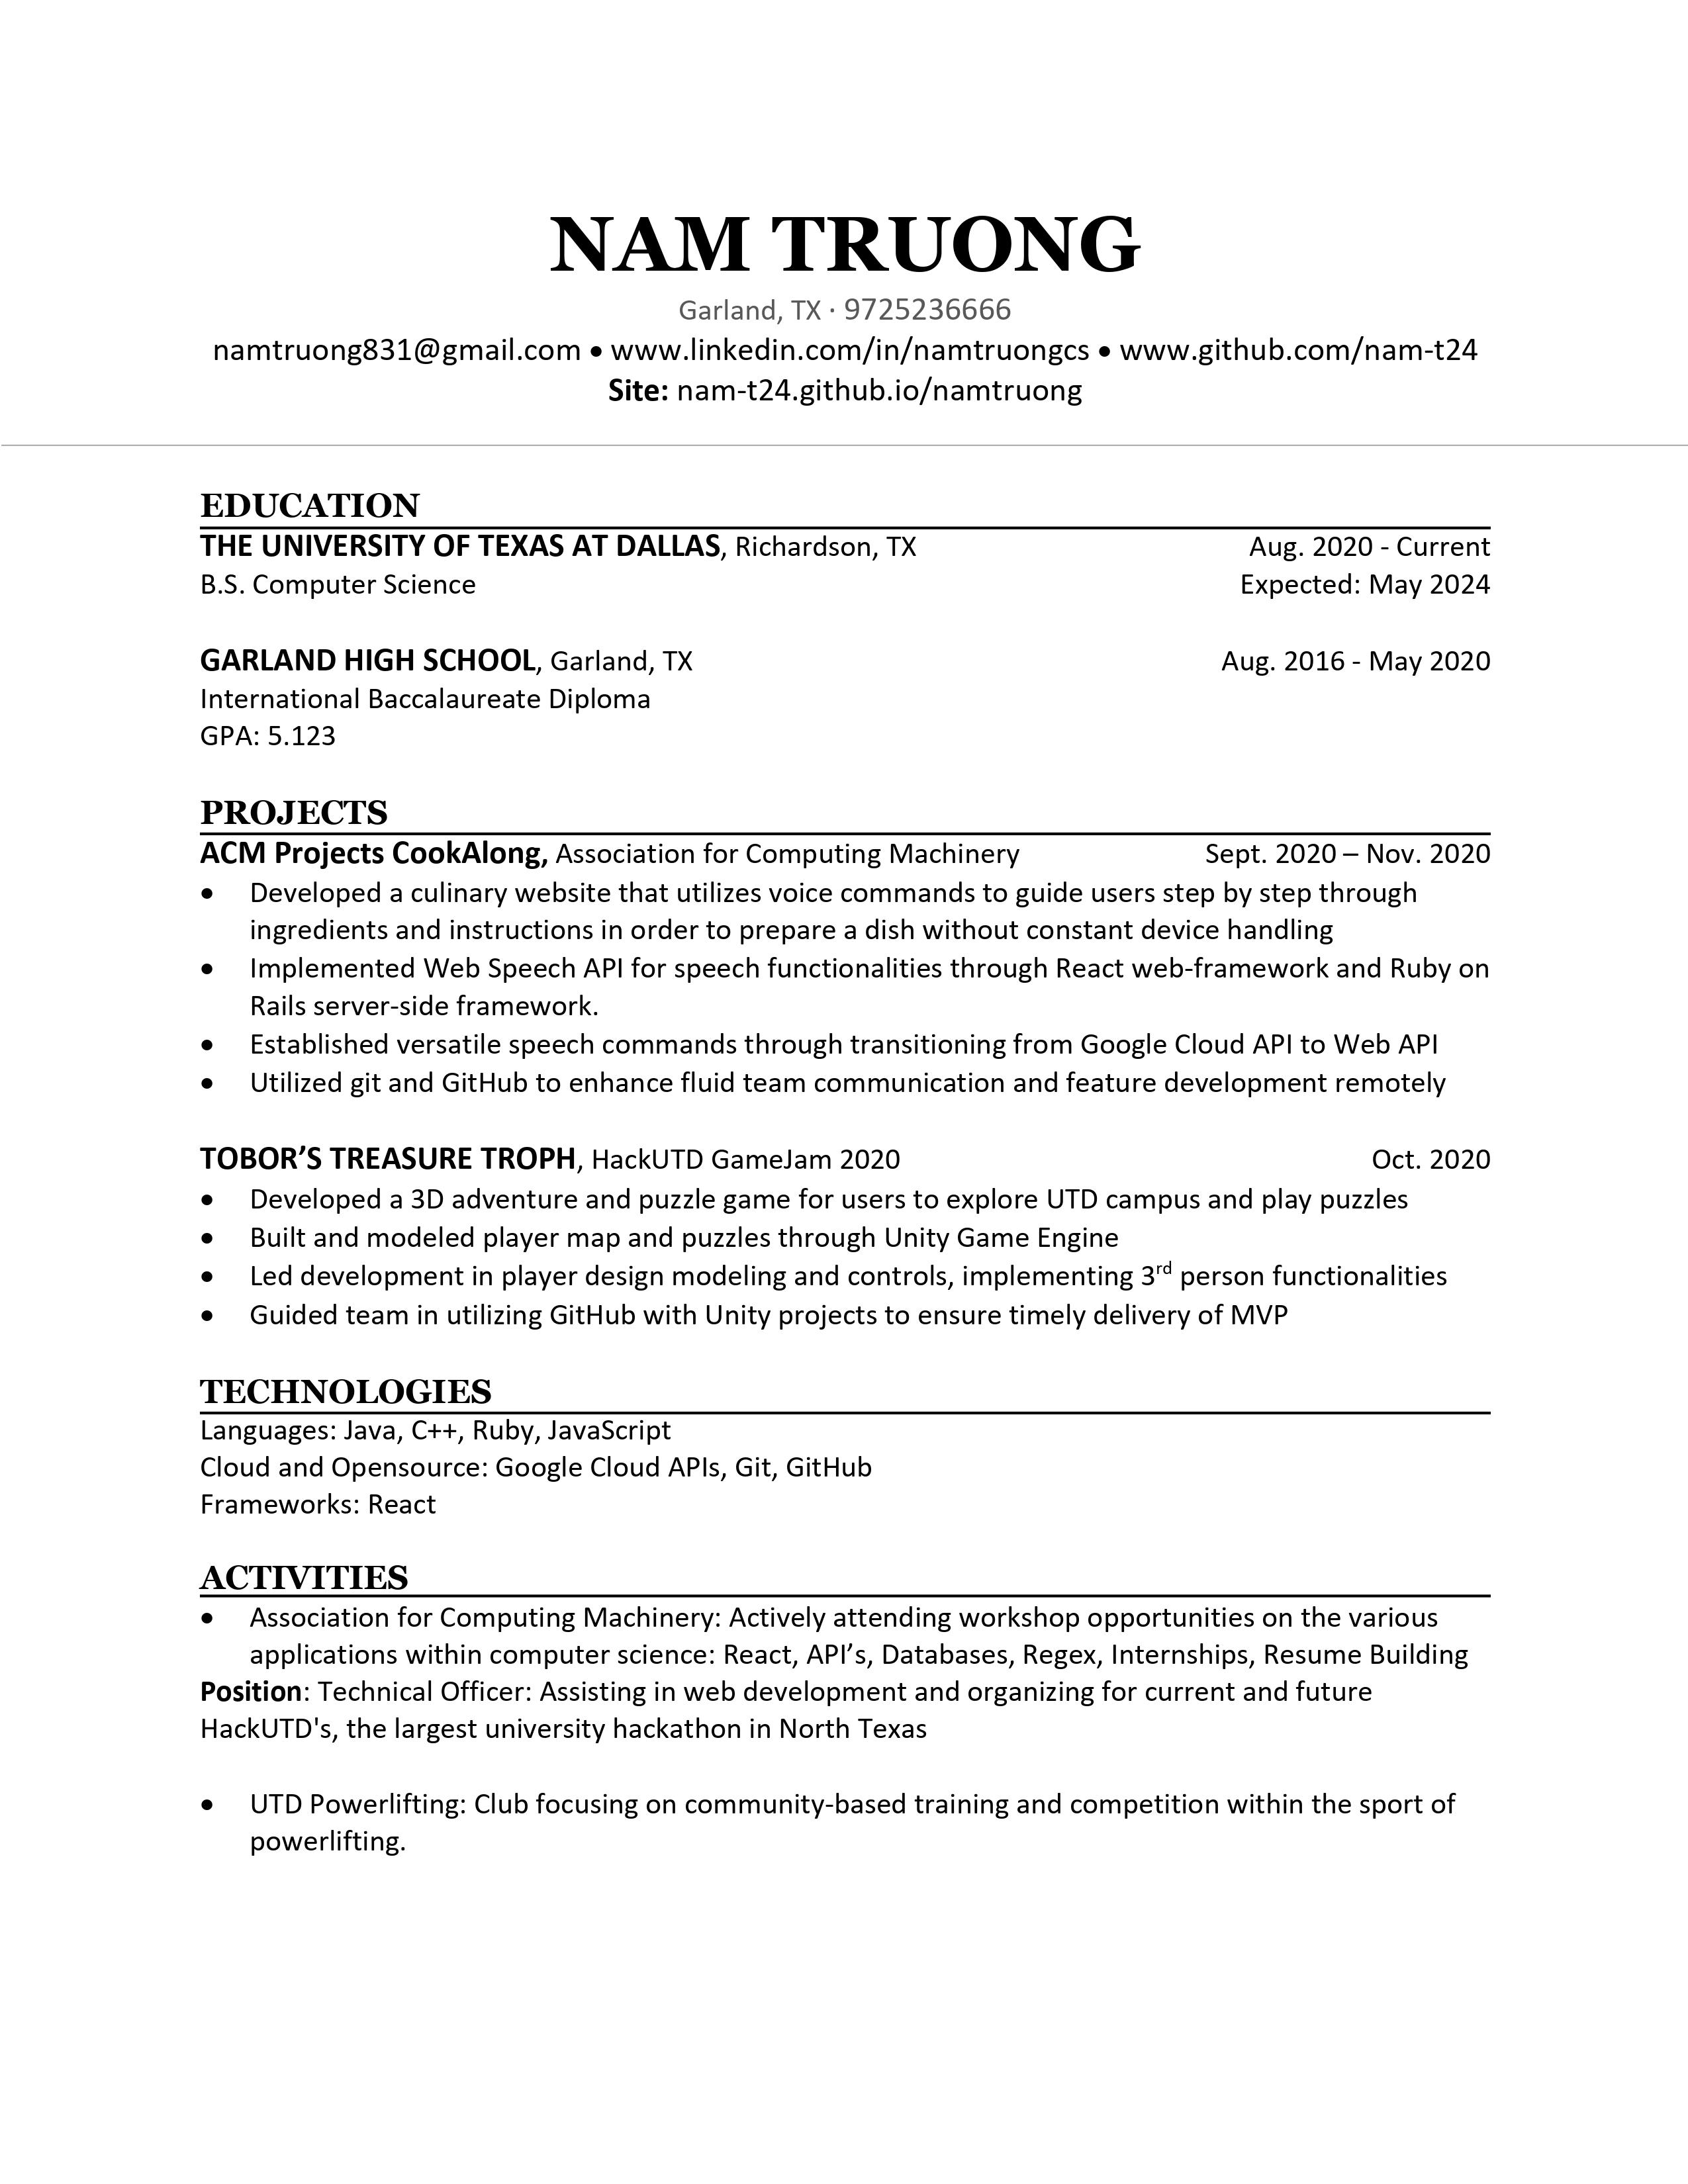 NAM TRUONG
Garland, TX · 9725236666
namtruong831@gmail.com • www.linkedin.com/in/namtruongcs • www.github.com/nam-t24
Site: nam-t24.github.io/namtruong
EDUCATION
THE UNIVERSITY OF TEXAS AT DALLAS, Richardson, TX Aug. 2020 - Current
B.S. Computer Science Expected: May 2024
GARLAND HIGH SCHOOL, Garland, TX Aug. 2016 - May 2020
International Baccalaureate Diploma
GPA: 5.123
PROJECTS
ACM Projects CookAlong, Association for Computing Machinery Sept. 2020 – Nov. 2020
• Developed a culinary website that utilizes voice commands to guide users step by step through
ingredients and instructions in order to prepare a dish without constant device handling
• Implemented Web Speech API for speech functionalities through React web-framework and Ruby on
Rails server-side framework.
• Established versatile speech commands through transitioning from Google Cloud API to Web API
• Utilized git and GitHub to enhance fluid team communication and feature development remotely
TOBOR’S TREASURE TROPH, HackUTD GameJam 2020 Oct. 2020
• Developed a 3D adventure and puzzle game for users to explore UTD campus and play puzzles
• Built and modeled player map and puzzles through Unity Game Engine
• Led development in player design modeling and controls, implementing 3rd person functionalities
• Guided team in utilizing GitHub with Unity projects to ensure timely delivery of MVP
TECHNOLOGIES
Languages: Java, C++, Ruby, JavaScript
Cloud and Opensource: Google Cloud APIs, Git, GitHub
Frameworks: React
ACTIVITIES
• Association for Computing Machinery: Actively attending workshop opportunities on the various
applications within computer science: React, API’s, Databases, Regex, Internships, Resume Building
Position: Technical Officer: Assisting in web development and organizing for current and future
HackUTD's, the largest university hackathon in North Texas
• UTD Powerlifting: Club focusing on community-based training and competition within the sport of
powerlifting.